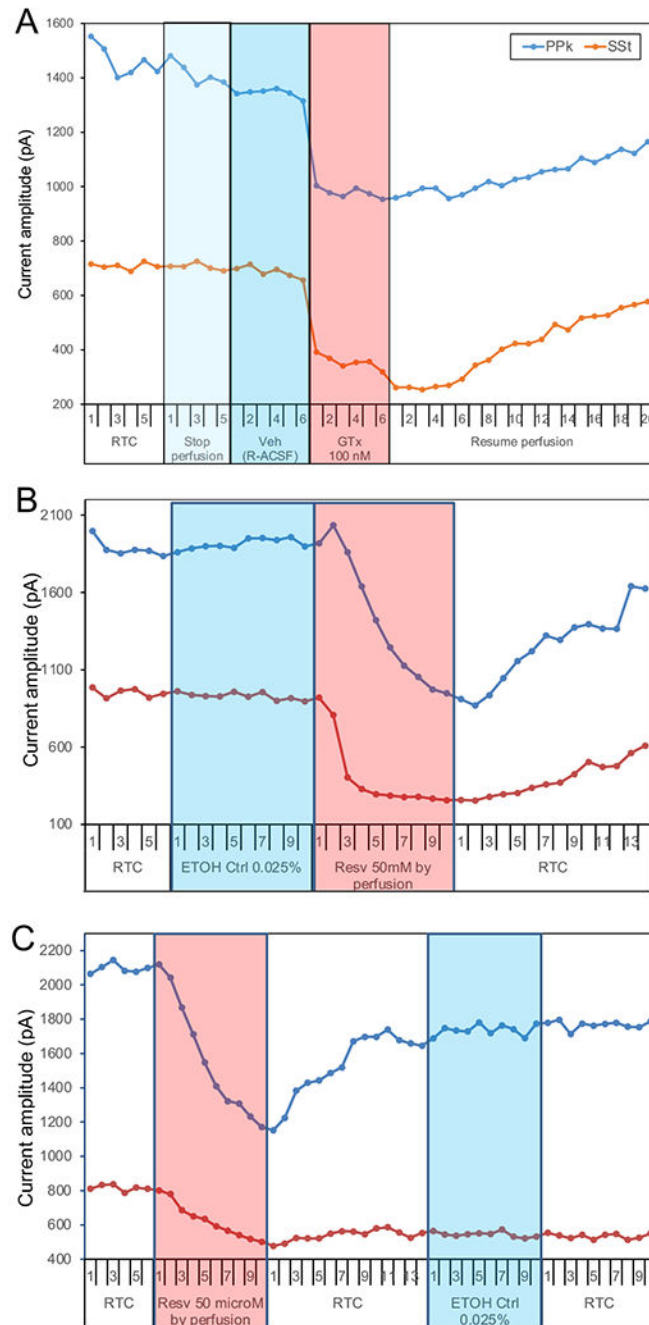 A
Current amplitude (pA)
1600
1400
1200
1000
800
600
400
200
PPk SSt
1 3 5 1 3 5 2 4 6 2 4 6 2 4 6 8 10 12 14 16 18 20
RTC Stop perfusion Veh (R-ACSF) GTx 100 nM Resume perfusion
B
Current amplitude (pA)
2100
1600
1100
600
100
1 3 5 1 3 5 7 9 1 3 5 7 9 1 3 5 7 9 11 13
RTC ETOH Ctrl 0.025% Resv 50mM by perfusion RTC
C
Current amplitude (pA)
2200
2000
1800
1600
1400
1200
1000
800
600
400
1 3 5 1 3 5 7 9 1 3 5 7 9 11 13 1 3 5 7 9 1 3 5 7 9
RTC Resv 50 microM by perfusion RTC ETOH Ctrl 0.025% RTC